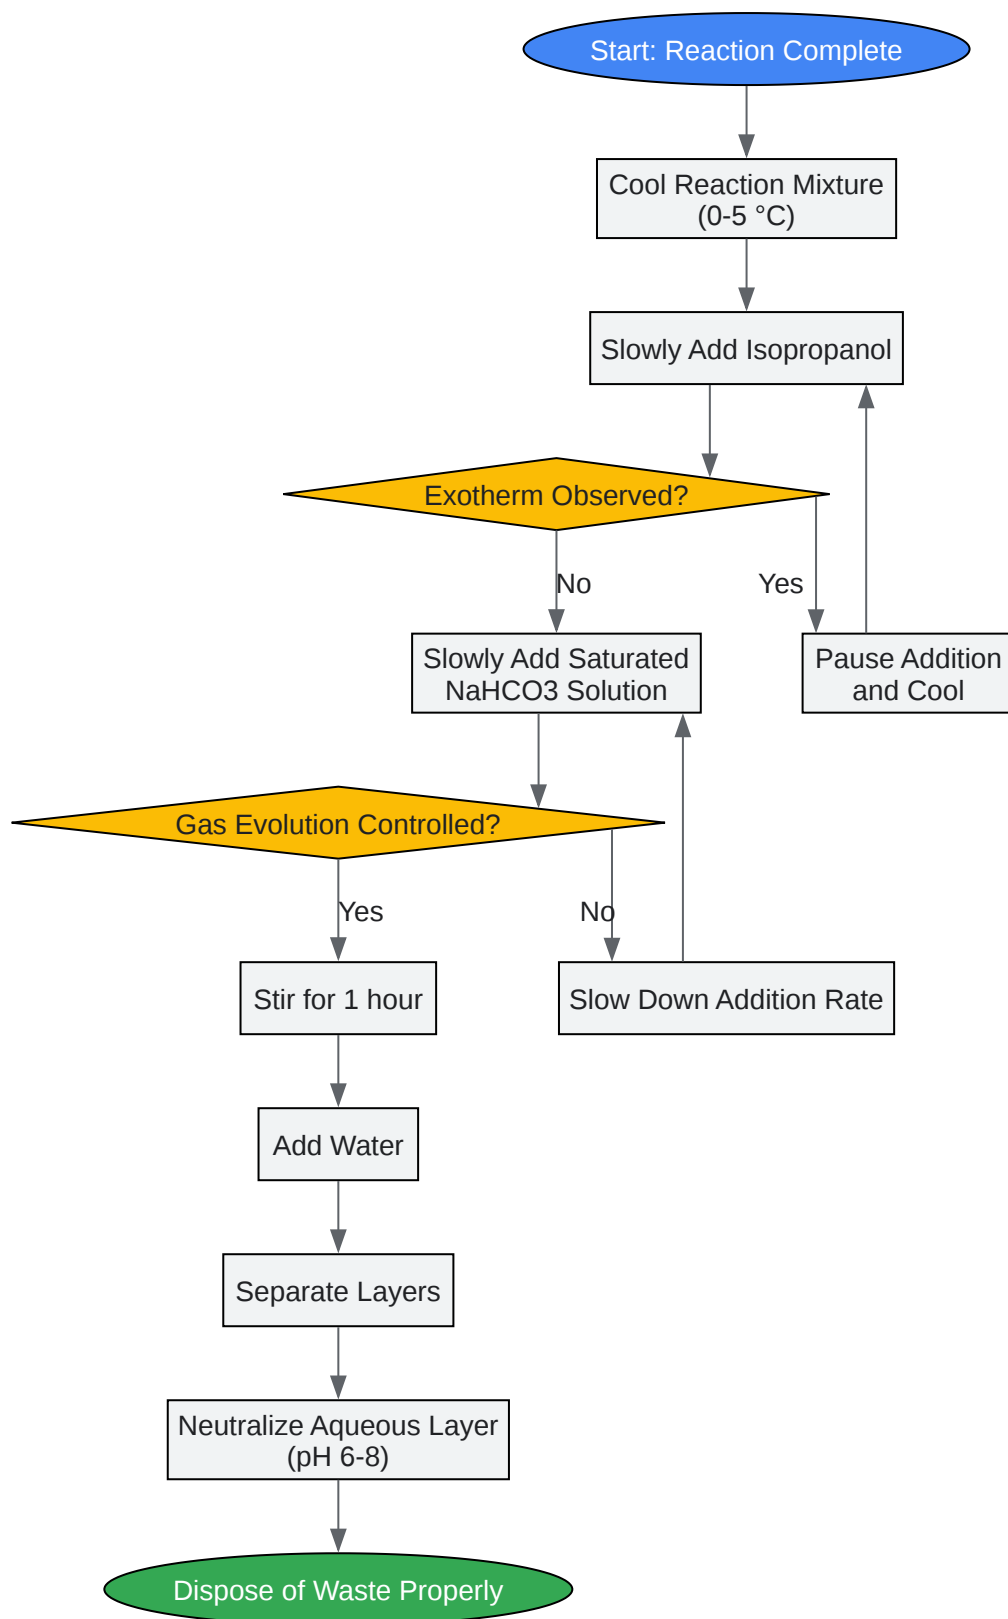 Start: Reaction Complete
Cool Reaction Mixture
(0-5 °C)
Slowly Add Isopropanol
Exotherm Observed?
No
Yes
Slowly Add Saturated
NaHCO3 Solution
Pause Addition
and Cool
Gas Evolution Controlled?
Yes
No
Stir for 1 hour
Slow Down Addition Rate
Add Water
Separate Layers
Neutralize Aqueous Layer
(pH 6-8)
Dispose of Waste Properly